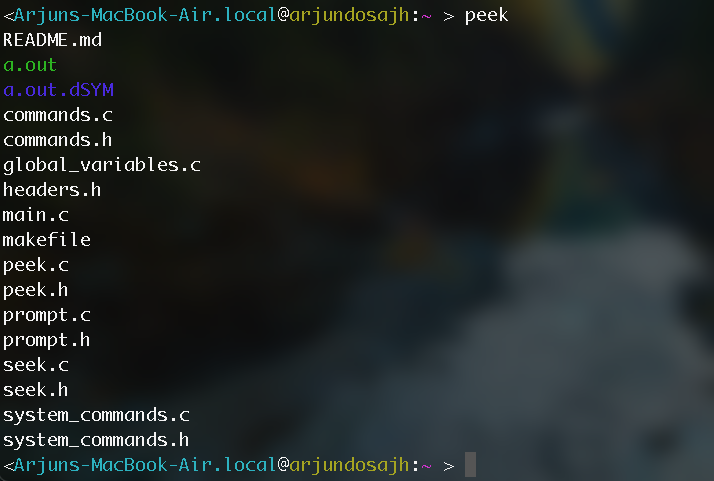 <Arjuns-MacBook-Air.local@arjundosajh:~ > peek
README.md
a.out
a.out.dSYM
commands.c
commands.h
global_variables.c
headers.h
main.c
makefile
peek.c
peek.h
prompt.c
prompt.h
seek.c
seek.h
system_commands.c
system_commands.h
<Arjuns-MacBook-Air.local@arjundosajh:~ >